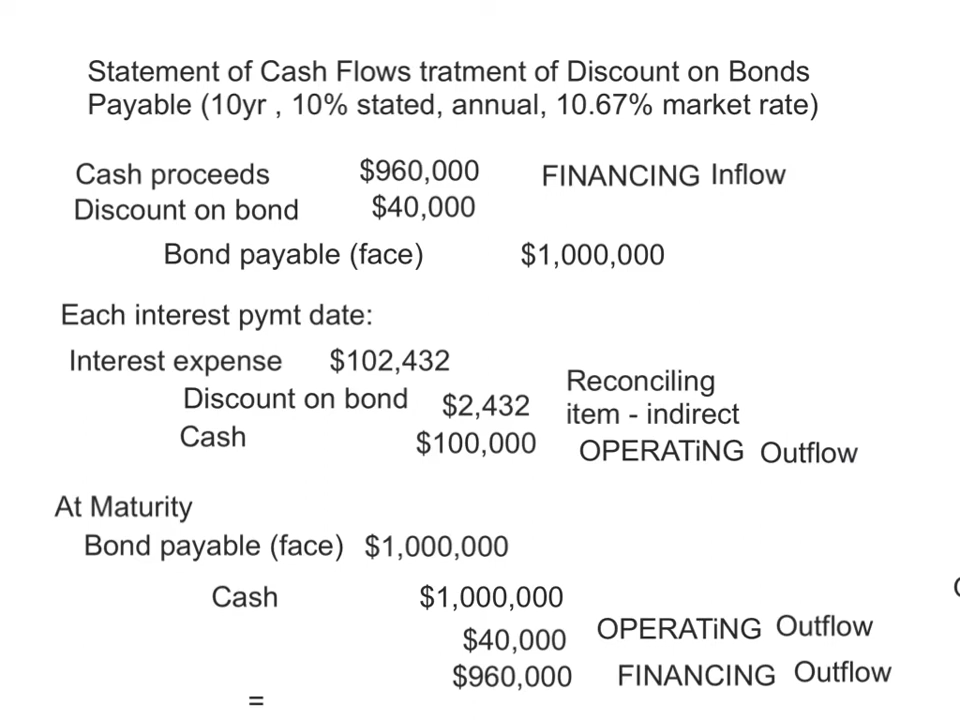 Statement of Cash Flows tratment of Discount on Bonds
Payable (10yr , 10% stated, annual, 10.67% market rate)
Cash proceeds $960,000 FINANCING Inflow
Discount on bond $40,000
Bond payable (face) $1,000,000
Each interest pymt date:
Interest expense $102,432
Discount on bond $2,432 Reconciling
item - indirect
Cash $100,000 OPERATiNG Outflow
At Maturity
Bond payable (face) $1,000,000
Cash $1,000,000
$40,000 OPERATiNG Outflow
$960,000 FINANCING Outflow
=